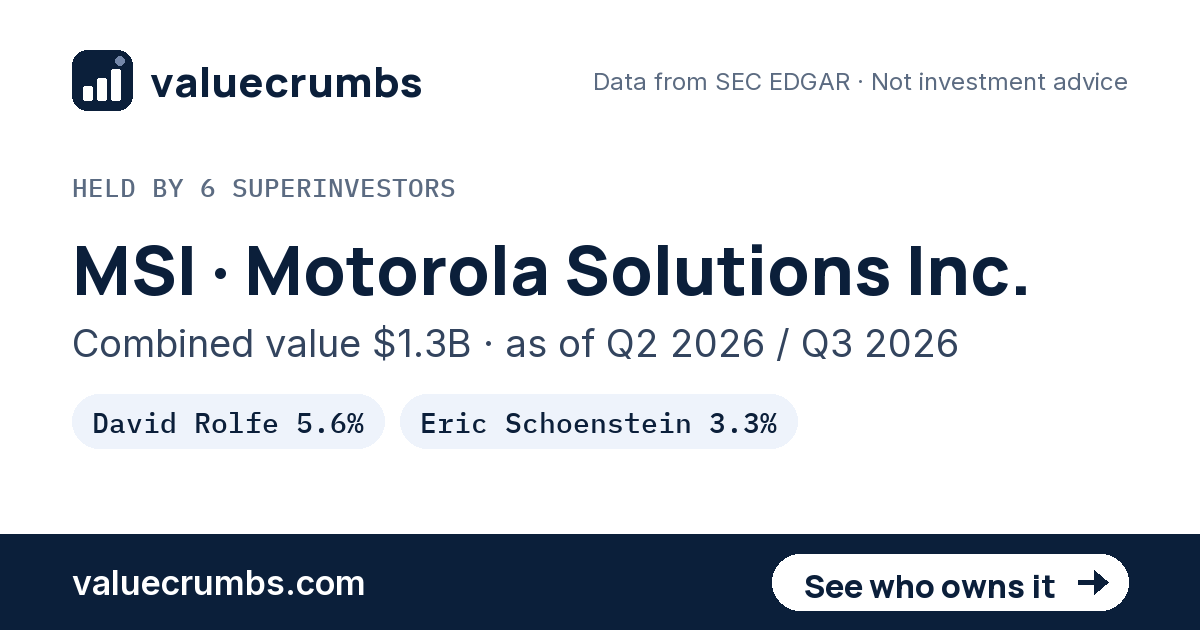 valuecrumbs
Data from SEC EDGAR · Not investment advice
HELD BY 6 SUPERINVESTORS
MSI · Motorola Solutions Inc.
Combined value $1.3B · as of Q2 2026 / Q3 2026
David Rolfe 5.6%
Eric Schoenstein 3.3%
valuecrumbs.com
See who owns it →